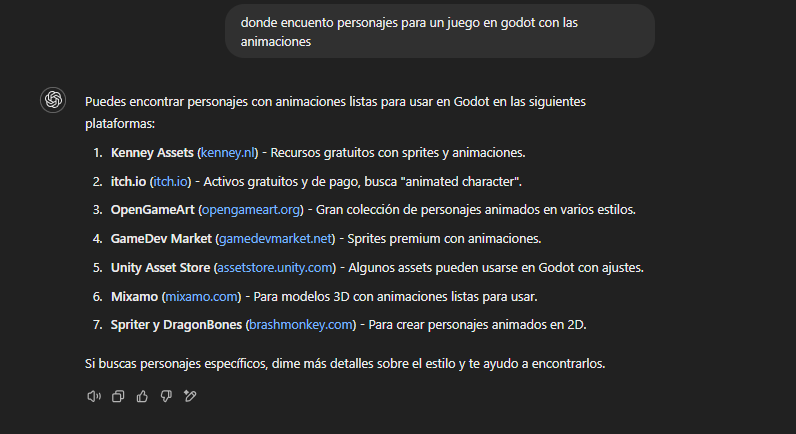 donde encuento personajes para un juego en godot con las
animaciones
Puedes encontrar personajes con animaciones listas para usar en Godot en las siguientes
plataformas:
1. Kenney Assets (kenney.nl) - Recursos gratuitos con sprites y animaciones.
2. itch.io (itch.io) - Activos gratuitos y de pago, busca "animated character".
3. OpenGameArt (opengameart.org) - Gran colección de personajes animados en varios estilos.
4. GameDev Market (gamedevmarket.net) - Sprites premium con animaciones.
5. Unity Asset Store (assetstore.unity.com) - Algunos assets pueden usarse en Godot con ajustes.
6. Mixamo (mixamo.com) - Para modelos 3D con animaciones listas para usar.
7. Spriter y DragonBones (brashmonkey.com) - Para crear personajes animados en 2D.
Si buscas personajes específicos, dime más detalles sobre el estilo y te ayudo a encontrarlos.